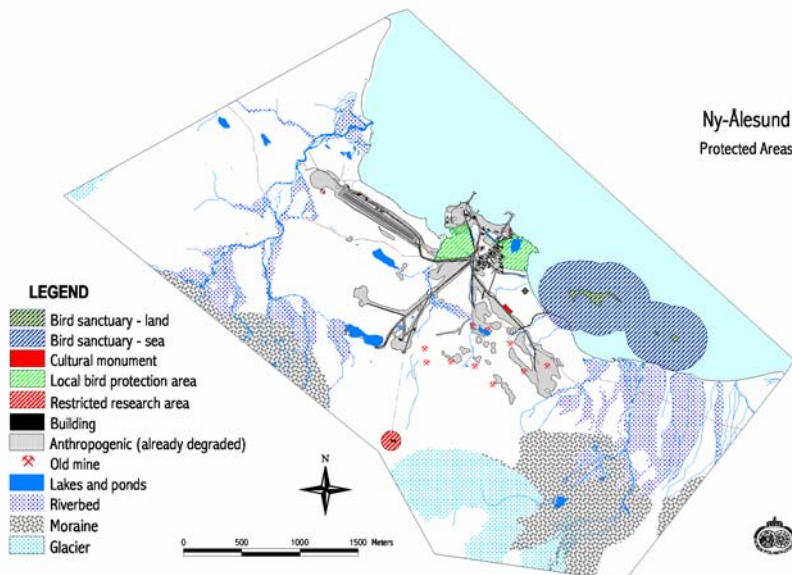 Ny-Ålesund
Protected Areas
LEGEND
Bird sanctuary - land
Bird sanctuary - sea
Cultural monument
Local bird protection area
Restricted research area
Building
Anthropogenic (already degraded)
Old mine
Lakes and ponds
Riverbed
Moraine
Glacier
N
0 500 1000 1500 Meters